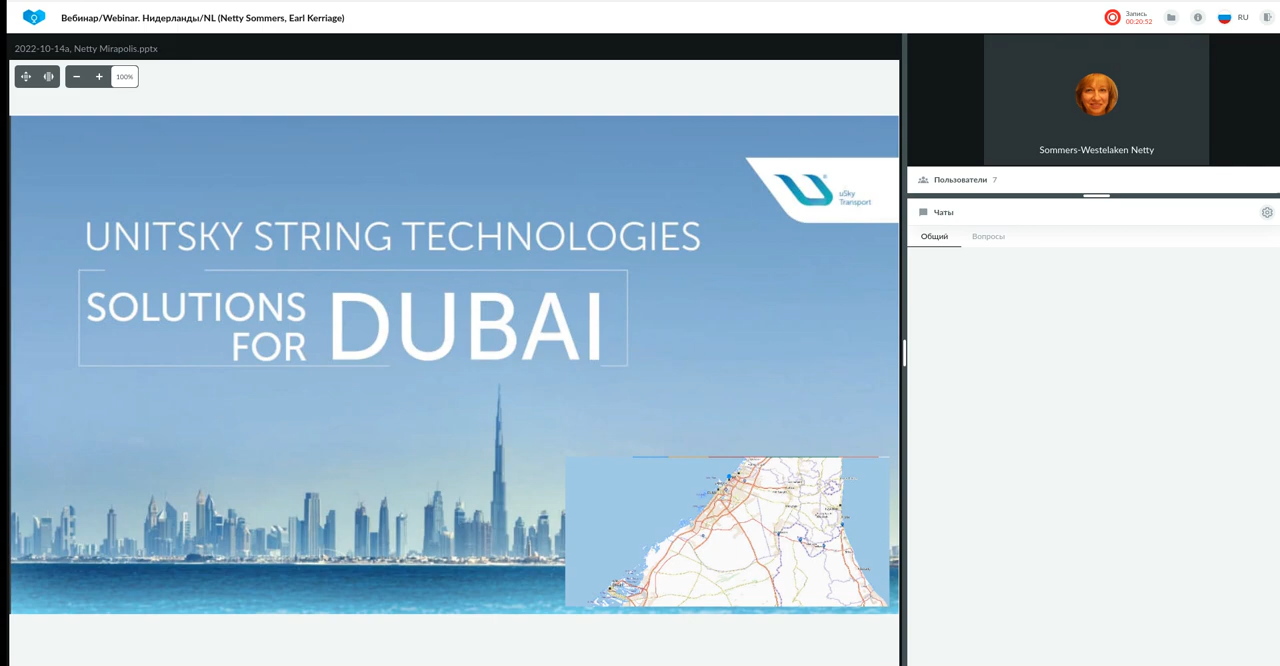 Вебинар/Webinar. Нидерланды/NL (Netty Sommers, Earl Kerriage)
Запись
00:20:52
RU
2022-10-14a, Netty Mirapolis.pptx
100%
uSky
Transport
UNITSKY STRING TECHNOLOGIES
SOLUTIONS
FOR
DUBAI
Sommers-Westelaken Netty
Пользователи 7
Чаты
Общий
Вопросы